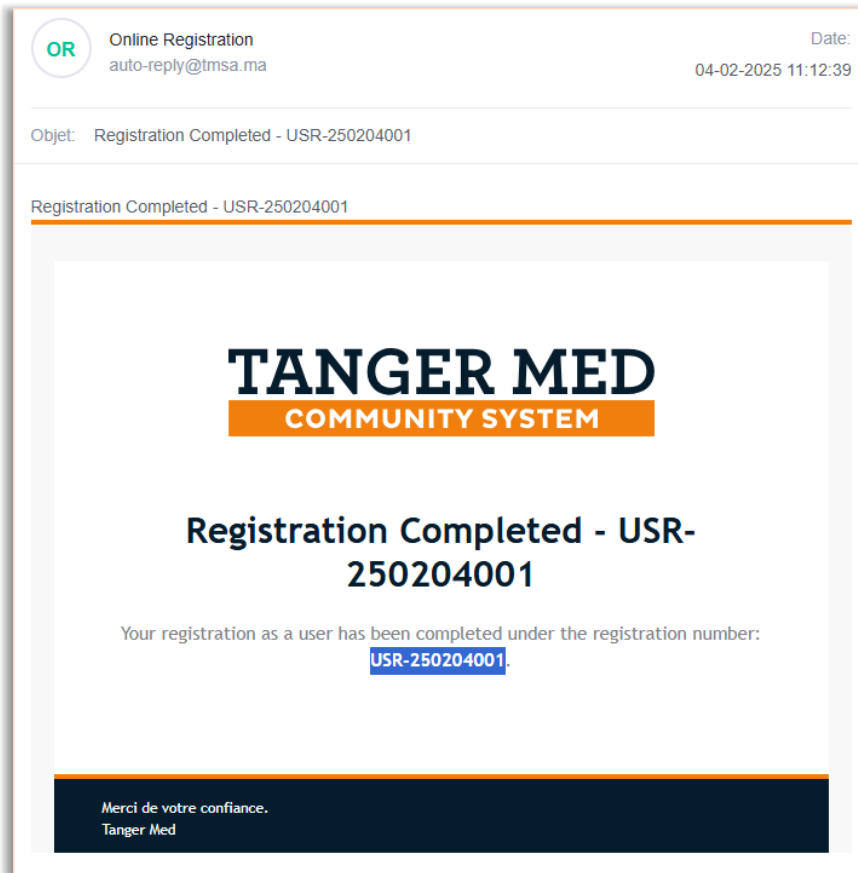 OR
Online Registration
auto-reply@tmsa.ma
Date:
04-02-2025 11:12:39
Objet: Registration Completed - USR-250204001
Registration Completed - USR-250204001
TANGER MED
COMMUNITY SYSTEM
Registration Completed - USR-
250204001
Your registration as a user has been completed under the registration number:
USR-250204001.
Merci de votre confiance.
Tanger Med